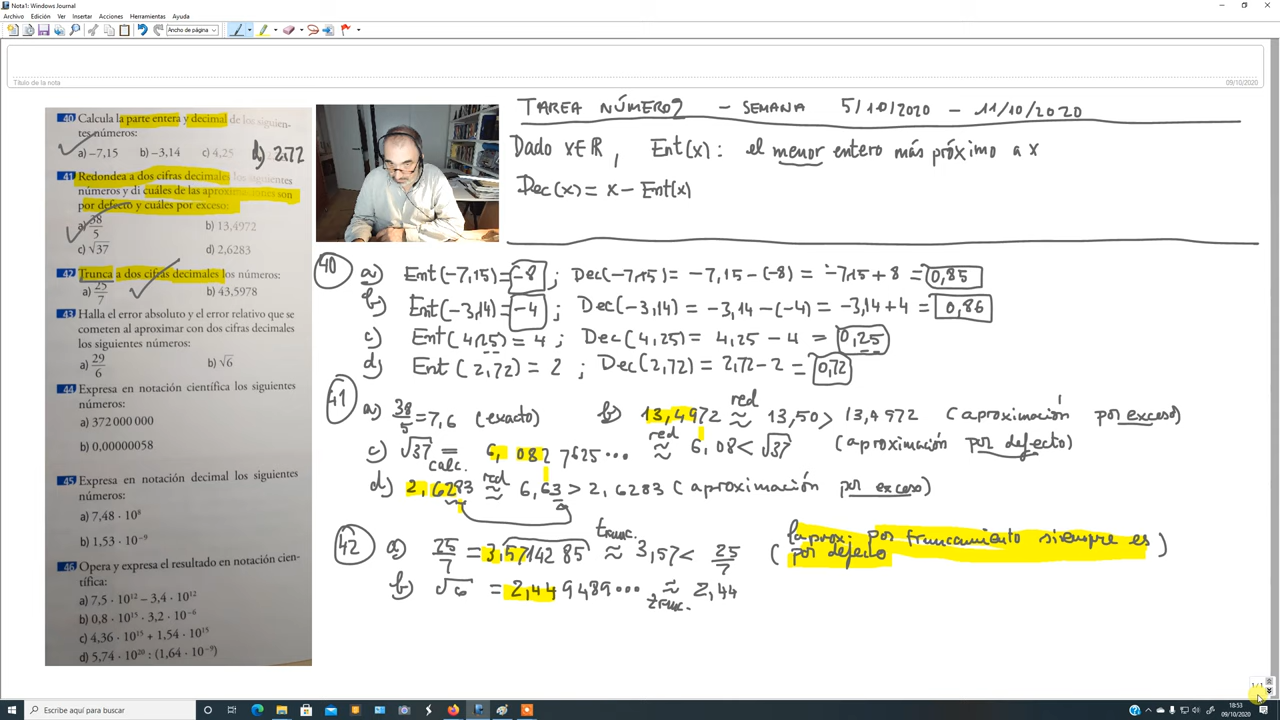 Nota1: Windows Journal
Archivo Edición Ver Insertar Acciones Herramientas Ayuda
Ancho de página
Título de la nota
09/10/2020
40 Calcula la parte entera y decimal de los siguien-
tes números:
a) –7,15 b) –3,14 c) 4,25 d) 2,72
41 Redondea a dos cifras decimales los siguientes
números y di cuáles de las aproximaciones son
por defecto y cuáles por exceso:
a) 38/5 b) 13,4972
c) √37 d) 2,6283
42 Trunca a dos cifras decimales los números:
a) 25/7 b) 43,5978
43 Halla el error absoluto y el error relativo que se
cometen al aproximar con dos cifras decimales
los siguientes números:
a) 29/6 b) √6
44 Expresa en notación científica los siguientes
números:
a) 372 000 000
b) 0,00000058
45 Expresa en notación decimal los siguientes
números:
a) 7,48 · 10⁸
b) 1,53 · 10⁻⁹
46 Opera y expresa el resultado en notación cien-
tífica:
a) 7,5 · 10¹² – 3,4 · 10¹²
b) 0,8 · 10¹⁵ · 3,2 · 10⁻⁶
c) 4,36 · 10¹⁵ + 1,54 · 10¹⁵
d) 5,74 · 10²⁰ : (1,64 · 10⁻⁹)
TAREA NÚMERO 2 – SEMANA 5/10/2020 – 11/10/2020
Dado x∈R, Ent(x): el menor entero más próximo a x
Dec(x) = x – Ent(x)
40 a) Ent(–7,15)= –8 ; Dec(–7,15)= –7,15–(–8) = –7,15+8 = 0,85
b) Ent(–3,14)= –4 ; Dec(–3,14) = –3,14–(–4) = –3,14+4 = 0,86
c) Ent(4,25) = 4 ; Dec(4,25) = 4,25 – 4 = 0,25
d) Ent(2,72) = 2 ; Dec(2,72) = 2,72–2 = 0,72
41 a) 38/5 = 7,6 (exacto) b) 13,4972 ≈ red 13,50 > 13,4972 (aproximación por exceso)
c) √37 = calc. 6,0827625... ≈ red 6,08 < √37 (aproximación por defecto)
d) 2,6283 ≈ red 6,63 > 2,6283 (aproximación por exceso)
42 a) 25/7 = 3,5714285 ≈ trunc. 3,57 < 25/7 (la aprox. por truncamiento siempre es
por defecto)
b) √6 = 2,449489... ≈ trunc. 2,44
1/1
Escribe aquí para buscar
18:53
09/10/2020